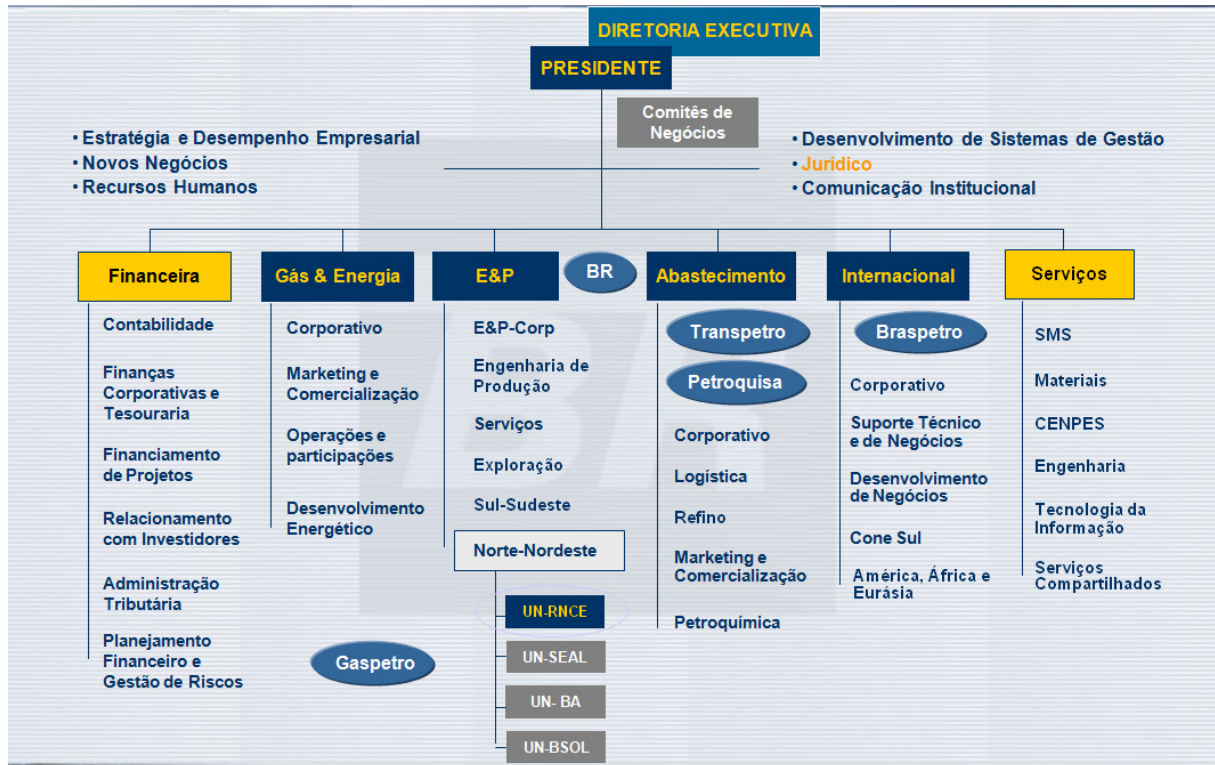 DIRETORIA EXECUTIVA
PRESIDENTE
Comitês de
Negócios
• Estratégia e Desempenho Empresarial
• Novos Negócios
• Recursos Humanos
• Desenvolvimento de Sistemas de Gestão
• Jurídico
• Comunicação Institucional
Financeira
Contabilidade
Finanças
Corporativas e
Tesouraria
Financiamento
de Projetos
Relacionamento
com Investidores
Administração
Tributária
Planejamento
Financeiro e
Gestão de Riscos
Gás & Energia
Corporativo
Marketing e
Comercialização
Operações e
participações
Desenvolvimento
Energético
Gaspetro
E&P
E&P-Corp
Engenharia de
Produção
Serviços
Exploração
Sul-Sudeste
Norte-Nordeste
UN-RNCE
UN-SEAL
UN- BA
UN-BSOL
BR
Abastecimento
Transpetro
Petroquisa
Corporativo
Logística
Refino
Marketing e
Comercialização
Petroquímica
Internacional
Braspetro
Corporativo
Suporte Técnico
e de Negócios
Desenvolvimento
de Negócios
Cone Sul
América, África e
Eurásia
Serviços
SMS
Materiais
CENPES
Engenharia
Tecnologia da
Informação
Serviços
Compartilhados
BR